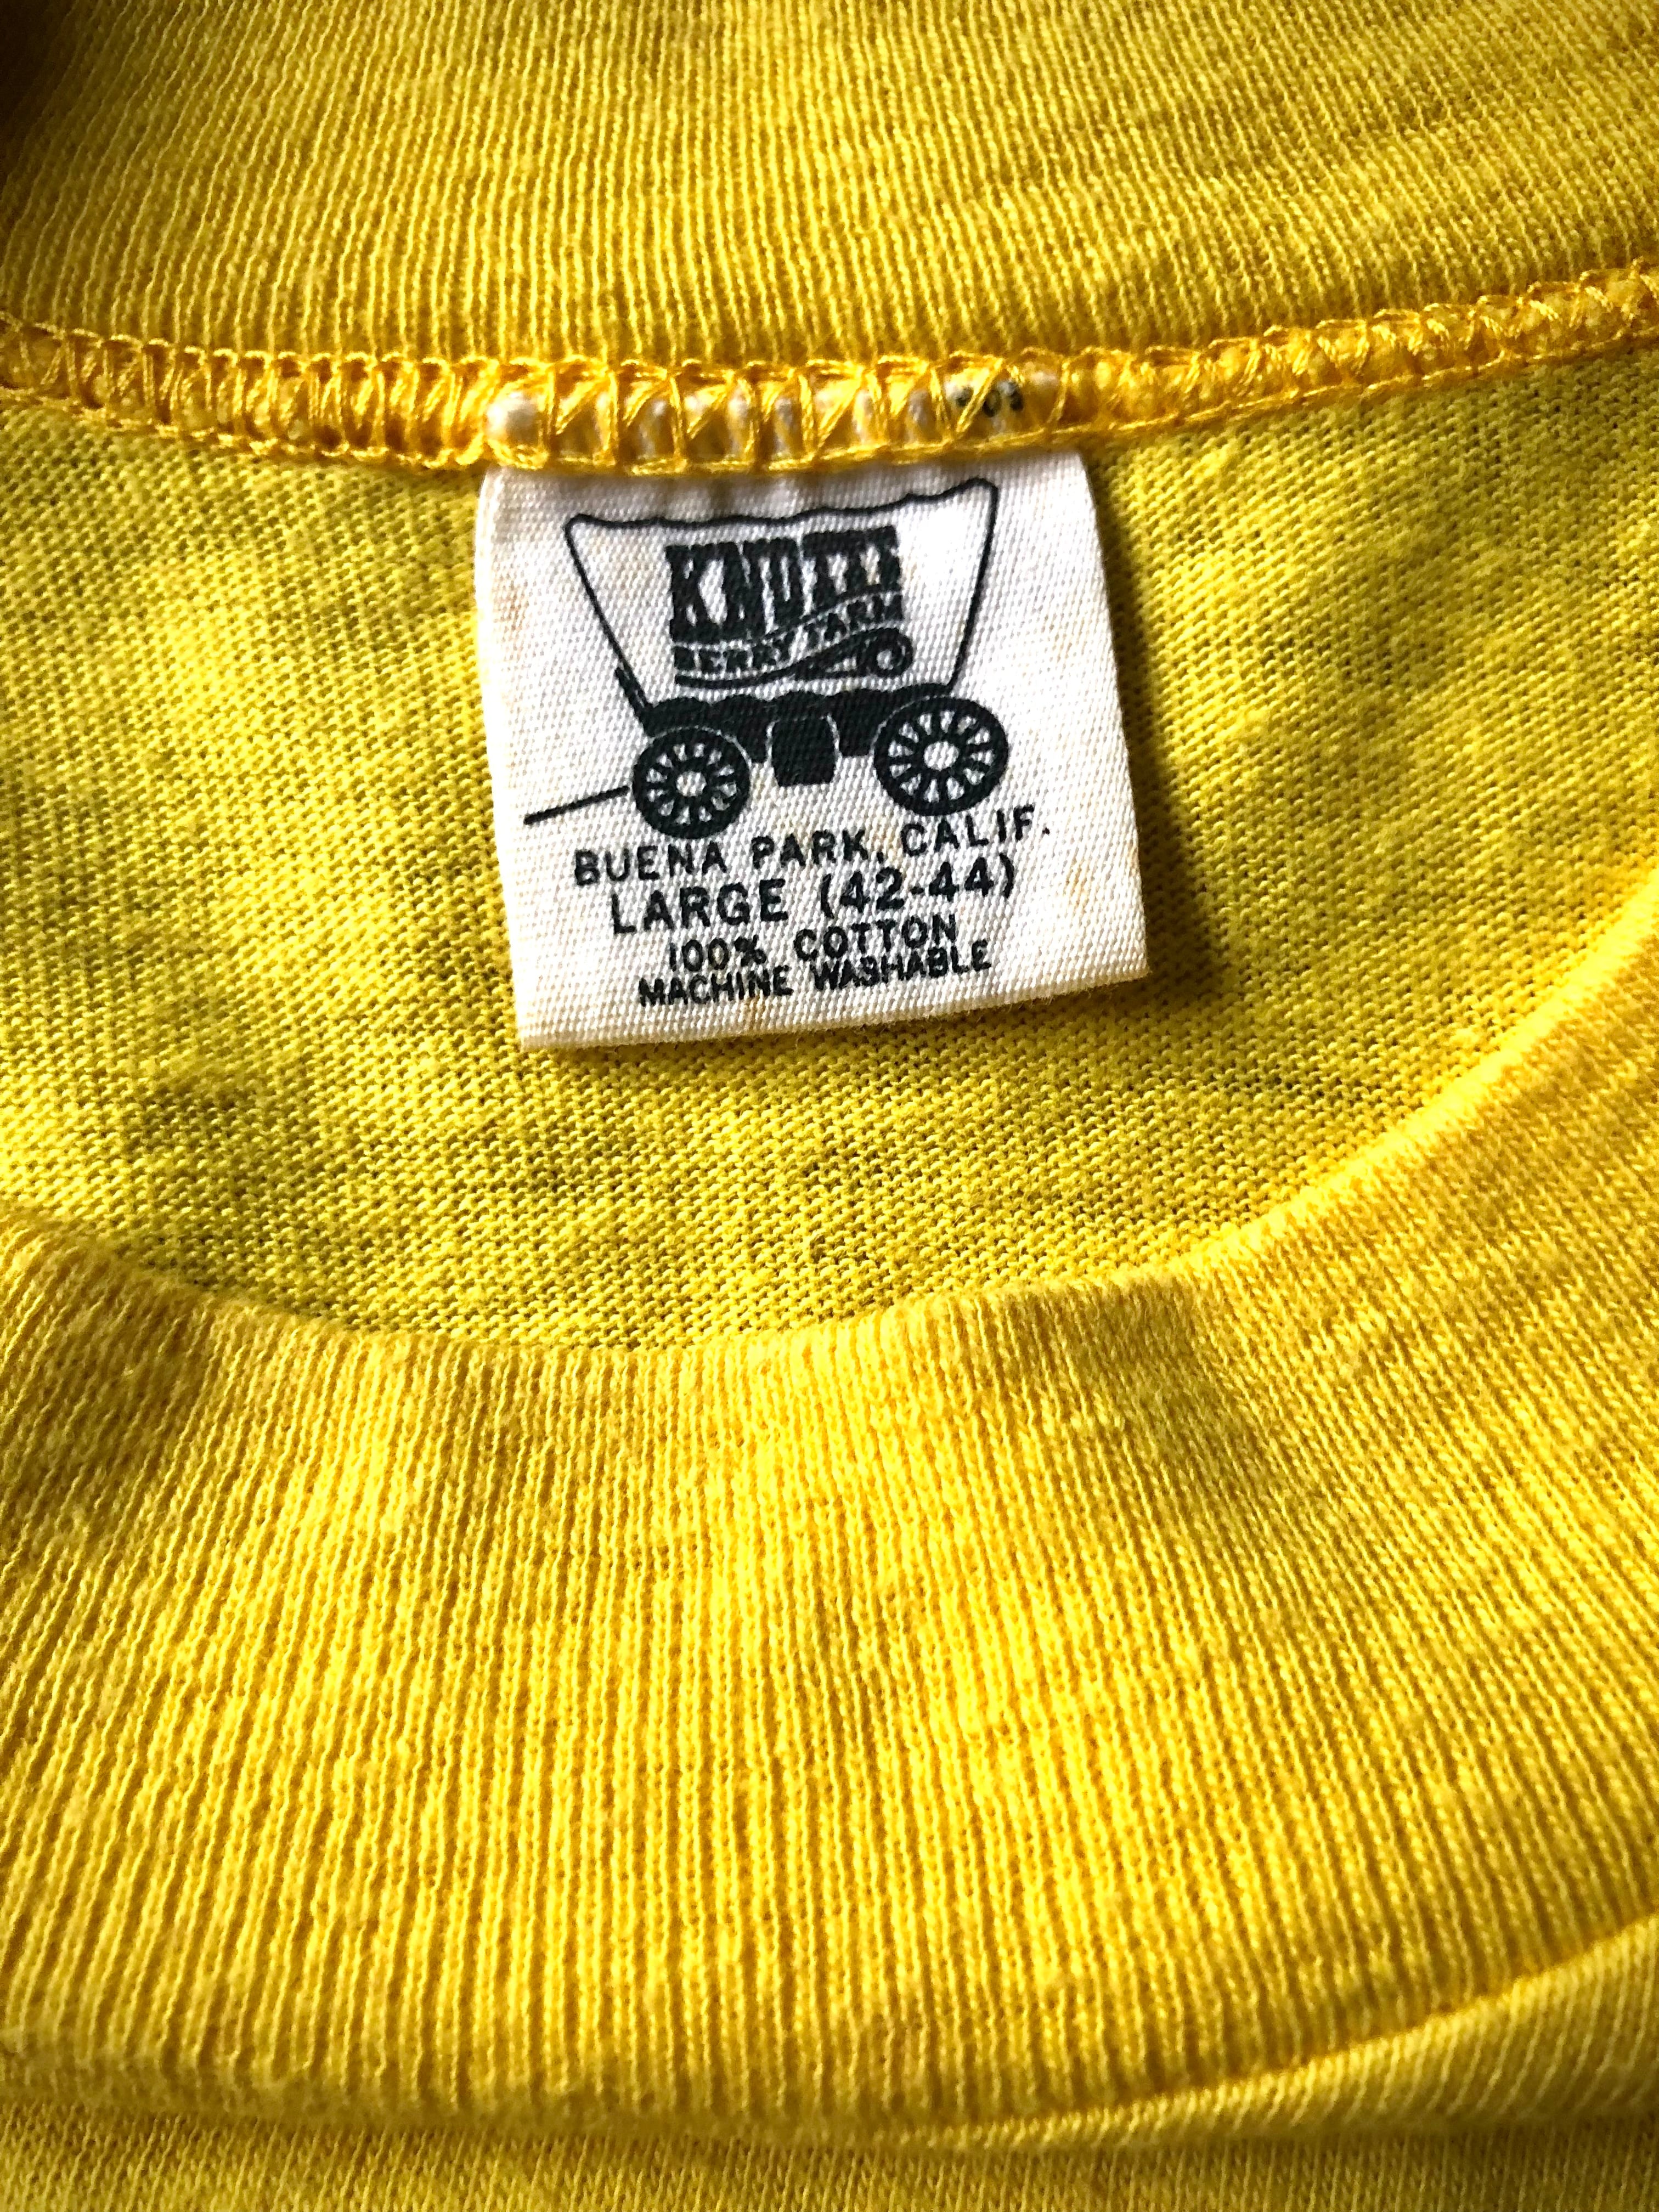 KNOTT'S
BERRY FARM
BUENA PARK, CALIF.
LARGE (42-44)
100% COTTON
MACHINE WASHABLE